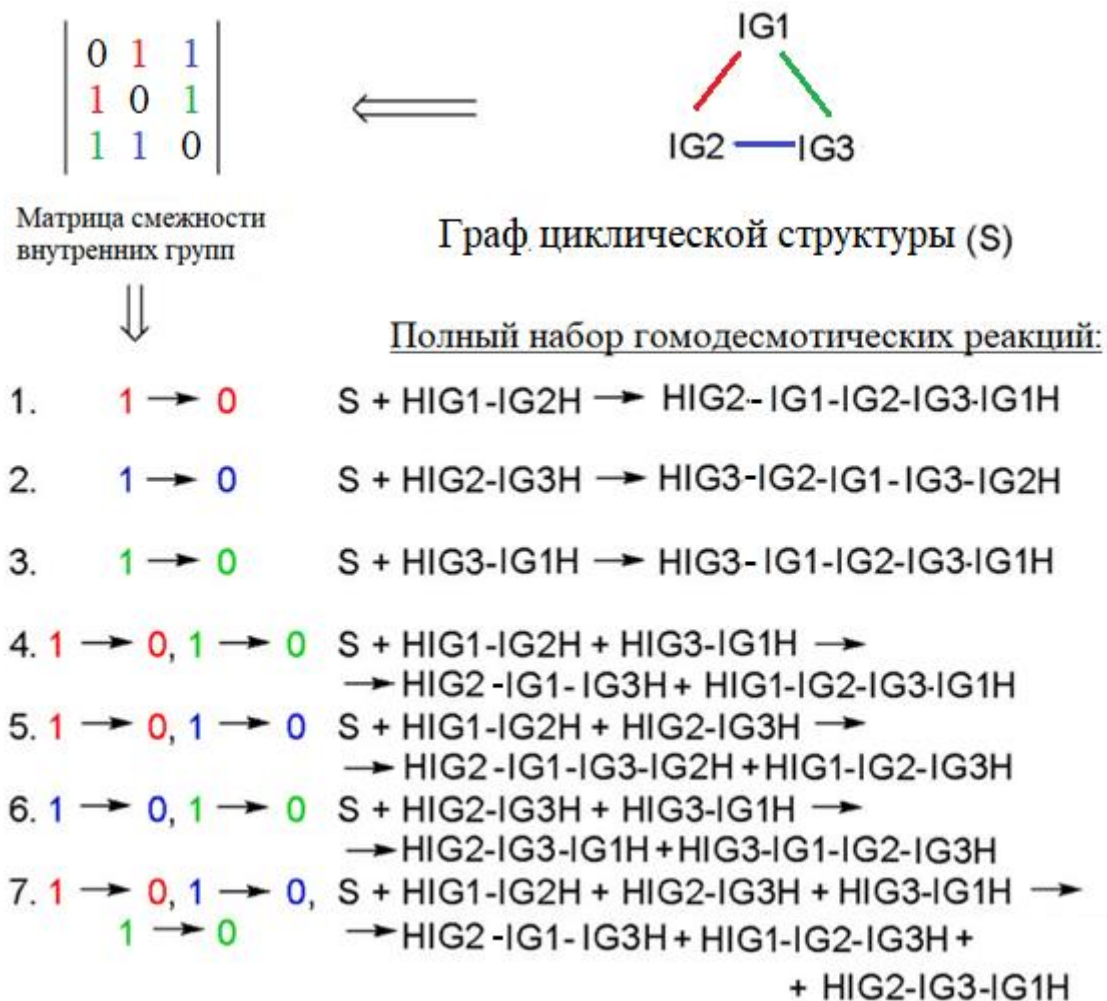 0 1 1
1 0 1
1 1 0
IG1
IG2
IG3
Матрица смежности
внутренних групп
Граф циклической структуры (S)
Полный набор гомодесмотических реакций:
1. 1 → 0 S + HIG1-IG2H → HIG2-IG1-IG2-IG3-IG1H
2. 1 → 0 S + HIG2-IG3H → HIG3-IG2-IG1-IG3-IG2H
3. 1 → 0 S + HIG3-IG1H → HIG3-IG1-IG2-IG3-IG1H
4. 1 → 0, 1 → 0 S + HIG1-IG2H + HIG3-IG1H →
→ HIG2-IG1-IG3H + HIG1-IG2-IG3-IG1H
5. 1 → 0, 1 → 0 S + HIG1-IG2H + HIG2-IG3H →
→ HIG2-IG1-IG3-IG2H + HIG1-IG2-IG3H
6. 1 → 0, 1 → 0 S + HIG2-IG3H + HIG3-IG1H →
→ HIG2-IG3-IG1H + HIG3-IG1-IG2-IG3H
7. 1 → 0, 1 → 0, S + HIG1-IG2H + HIG2-IG3H + HIG3-IG1H →
1 → 0 → HIG2-IG1-IG3H + HIG1-IG2-IG3H +
+ HIG2-IG3-IG1H